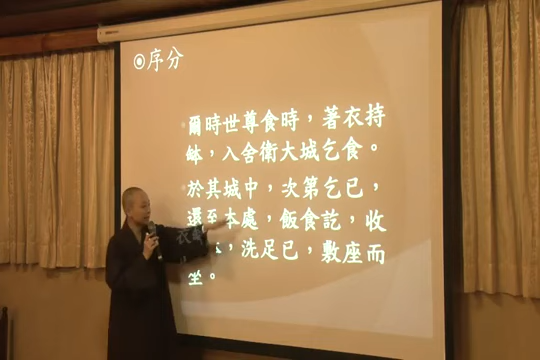 ◎序分
爾時世尊食時，著衣持
缽，入舍衛大城乞食。
於其城中，次第乞已，
還至本處，飯食訖，收
衣　，洗足已，敷座而
坐。